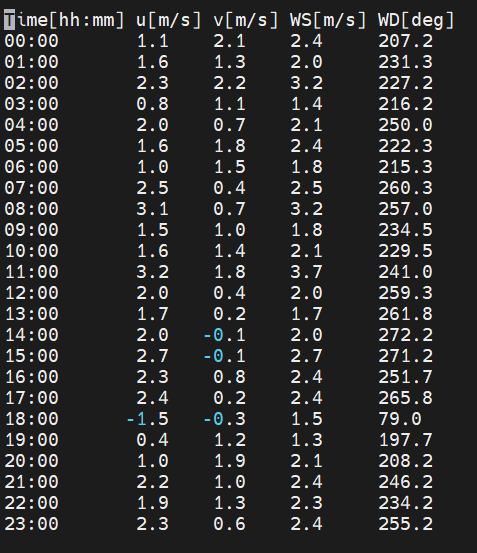 Time[hh:mm] u[m/s] v[m/s] WS[m/s] WD[deg]
00:00 1.1 2.1 2.4 207.2
01:00 1.6 1.3 2.0 231.3
02:00 2.3 2.2 3.2 227.2
03:00 0.8 1.1 1.4 216.2
04:00 2.0 0.7 2.1 250.0
05:00 1.6 1.8 2.4 222.3
06:00 1.0 1.5 1.8 215.3
07:00 2.5 0.4 2.5 260.3
08:00 3.1 0.7 3.2 257.0
09:00 1.5 1.0 1.8 234.5
10:00 1.6 1.4 2.1 229.5
11:00 3.2 1.8 3.7 241.0
12:00 2.0 0.4 2.0 259.3
13:00 1.7 0.2 1.7 261.8
14:00 2.0 -0.1 2.0 272.2
15:00 2.7 -0.1 2.7 271.2
16:00 2.3 0.8 2.4 251.7
17:00 2.4 0.2 2.4 265.8
18:00 -1.5 -0.3 1.5 79.0
19:00 0.4 1.2 1.3 197.7
20:00 1.0 1.9 2.1 208.2
21:00 2.2 1.0 2.4 246.2
22:00 1.9 1.3 2.3 234.2
23:00 2.3 0.6 2.4 255.2